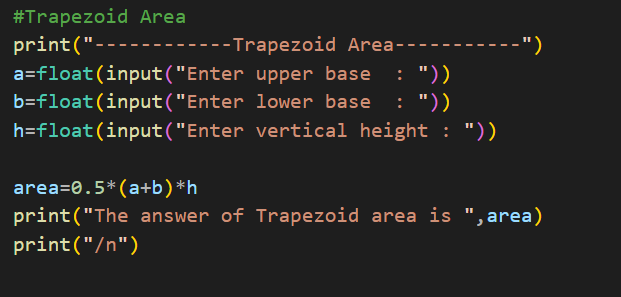 #Trapezoid Area
print("------------Trapezoid Area-----------")
a=float(input("Enter upper base  : "))
b=float(input("Enter lower base  : "))
h=float(input("Enter vertical height : "))
area=0.5*(a+b)*h
print("The answer of Trapezoid area is ",area)
print("/n")